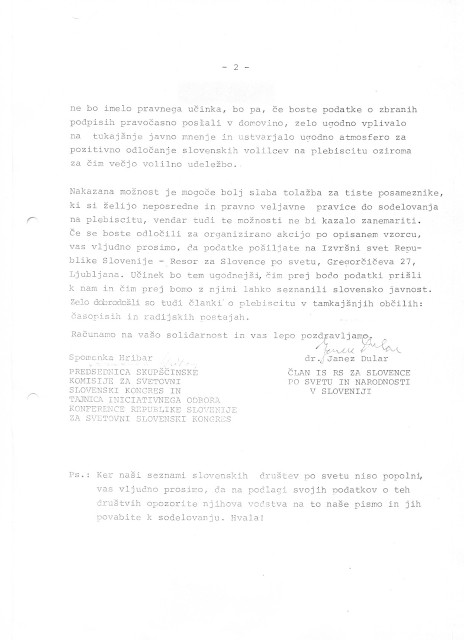 - 2 -
ne bo imelo pravnega učinka, bo pa, če boste podatke o zbranih
podpisih pravočasno poslali v domovino, zelo ugodno vplivalo
na tukajšnje javno mnenje in ustvarjalo ugodno atmosfero za
pozitivno odločanje slovenskih volilcev na plebiscitu oziroma
za čim večjo volilno udeležbo.
Nakazana možnost je mogoče bolj slaba tolažba za tiste posameznike,
ki si želijo neposredne in pravno veljavne pravice do sodelovanja
na plebiscitu, vendar tudi te možnosti ne bi kazalo zanemariti.
Če se boste odločili za organizirano akcijo po opisanem vzorcu,
vas vljudno prosimo, da podatke pošiljate na Izvršni svet Repu-
blike Slovenije - Resor za Slovence po svetu, Gregorčičeva 27,
Ljubljana. Učinek bo tem ugodnejši, čim prej bodo podatki prišli
k nam in čim prej bomo z njimi lahko seznanili slovensko javnost.
Zelo dobrodošli so tudi članki o plebiscitu v tamkajšnjih občilih:
časopisih in radijskih postajah.
Računamo na vašo solidarnost in vas lepo pozdravljamo.
Janez Dular
Spomenka Hribar
dr. Janez Dular
PREDSEDNICA SKUPŠČINSKE
KOMISIJE ZA SVETOVNI
SLOVENSKI KONGRES IN
TAJNICA INICIATIVNEGA ODBORA
KONFERENCE REPUBLIKE SLOVENIJE
ZA SVETOVNI SLOVENSKI KONGRES
ČLAN IS RS ZA SLOVENCE
PO SVETU IN NARODNOSTI
V SLOVENIJI
Ps.: Ker naši seznami slovenskih društev po svetu niso popolni,
vas vljudno prosimo, da na podlagi svojih podatkov o teh
društvih opozorite njihova vodstva na to naše pismo in jih
povabite k sodelovanju. Hvala!